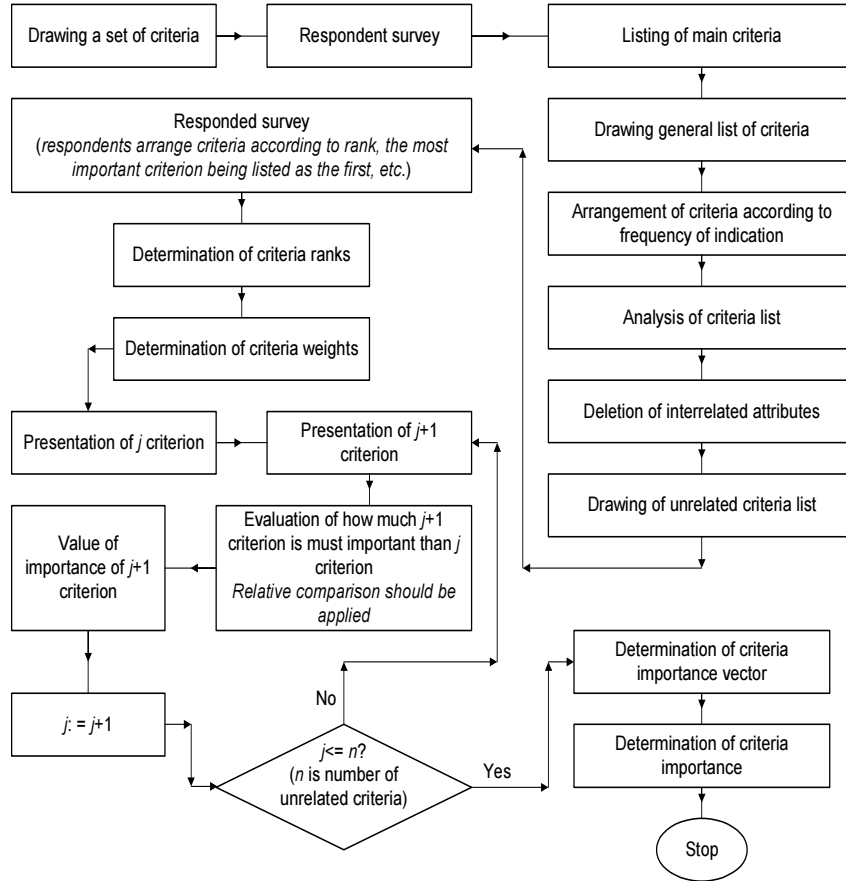 Drawing a set of criteria
Respondent survey
Listing of main criteria
Drawing general list of criteria
Arrangement of criteria according to
frequency of indication
Analysis of criteria list
Deletion of interrelated attributes
Drawing of unrelated criteria list
Responded survey
(respondents arrange criteria according to rank, the most
important criterion being listed as the first, etc.)
Determination of criteria ranks
Determination of criteria weights
Presentation of j criterion
Presentation of j+1
criterion
Evaluation of how much j+1
criterion is must important than j
criterion
Relative comparison should be
applied
Value of
importance of j+1
criterion
j: = j+1
j<= n?
(n is number of
unrelated criteria)
No
Yes
Determination of criteria
importance vector
Determination of criteria
importance
Stop